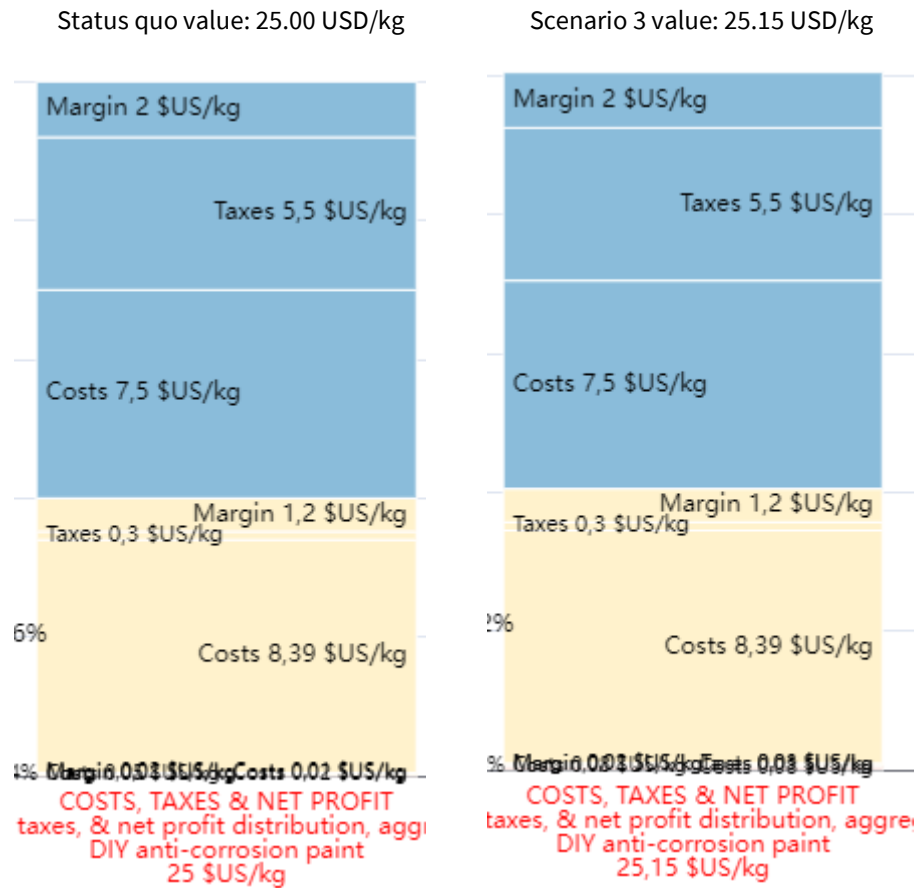 Status quo value: 25.00 USD/kg
Scenario 3 value: 25.15 USD/kg
Margin 2 $US/kg
Taxes 5,5 $US/kg
Costs 7,5 $US/kg
Margin 1,2 $US/kg
Taxes 0,3 $US/kg
6%
Costs 8,39 $US/kg
4%
Costs 0,02 $US/kg
COSTS, TAXES & NET PROFIT
taxes, & net profit distribution, aggr
DIY anti-corrosion paint
25 $US/kg
Margin 2 $US/kg
Taxes 5,5 $US/kg
Costs 7,5 $US/kg
Margin 1,2 $US/kg
Taxes 0,3 $US/kg
2%
Costs 8,39 $US/kg
%
COSTS, TAXES & NET PROFIT
taxes, & net profit distribution, aggre
DIY anti-corrosion paint
25,15 $US/kg